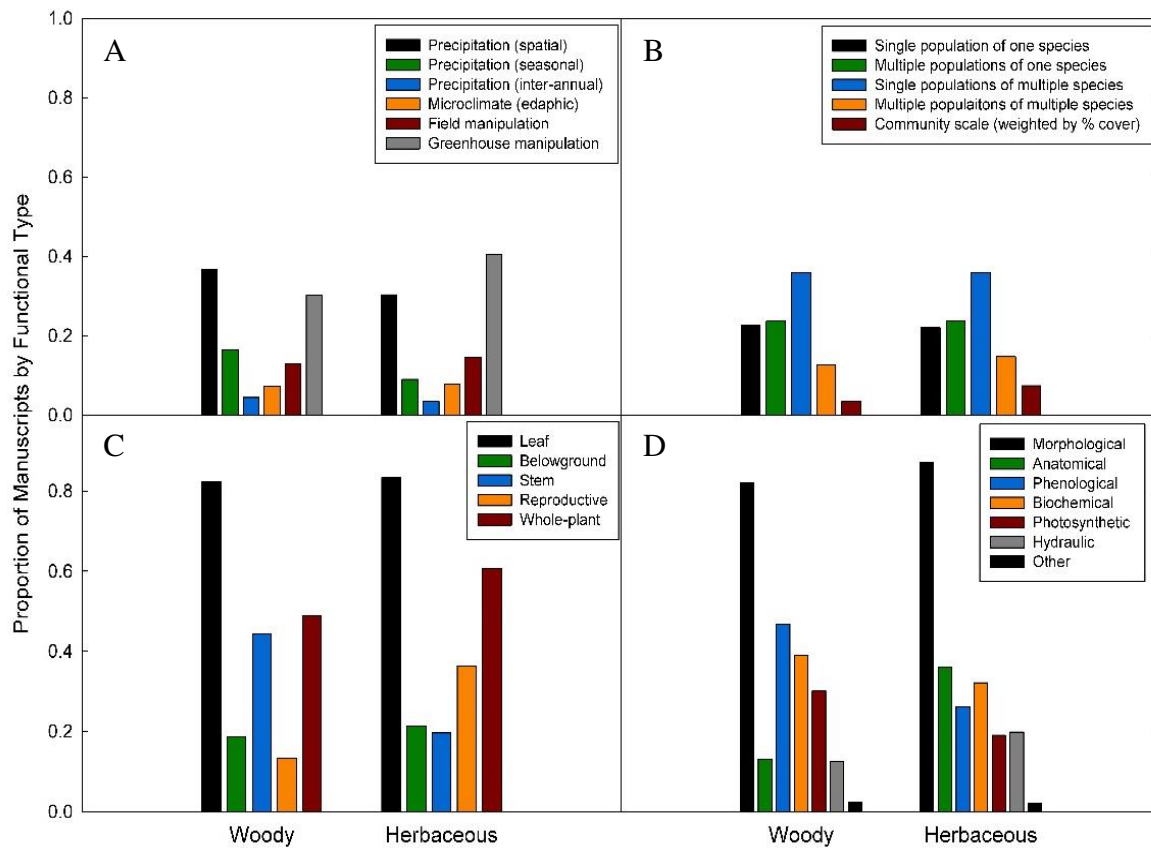 Proportion of Manuscripts by Functional Type
1.0
0.8
0.6
0.4
0.2
0.0
A
Precipitation (spatial)
Precipitation (seasonal)
Precipitation (inter-annual)
Microclimate (edaphic)
Field manipulation
Greenhouse manipulation
B
Single population of one species
Multiple populations of one species
Single populations of multiple species
Multiple populaitons of multiple species
Community scale (weighted by % cover)
0.8
0.6
0.4
0.2
0.0
C
Leaf
Belowground
Stem
Reproductive
Whole-plant
D
Morphological
Anatomical
Phenological
Biochemical
Photosynthetic
Hydraulic
Other
Woody
Herbaceous
Woody
Herbaceous